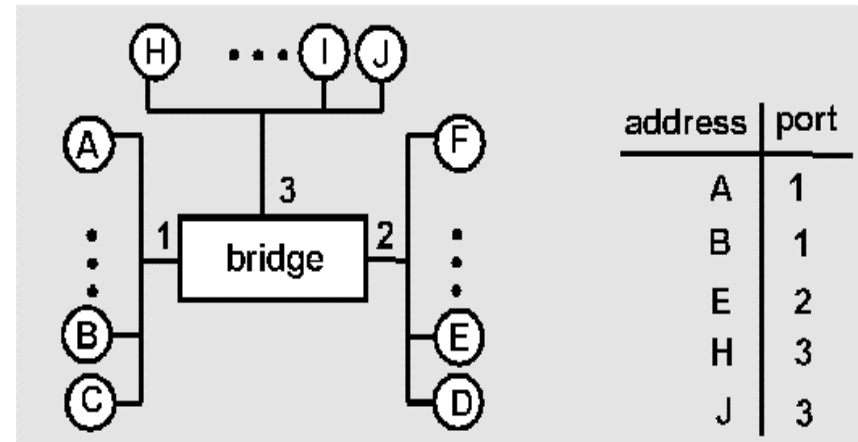 H I J
A F
3
1 bridge 2
B E
C D
address port
A 1
B 1
E 2
H 3
J 3